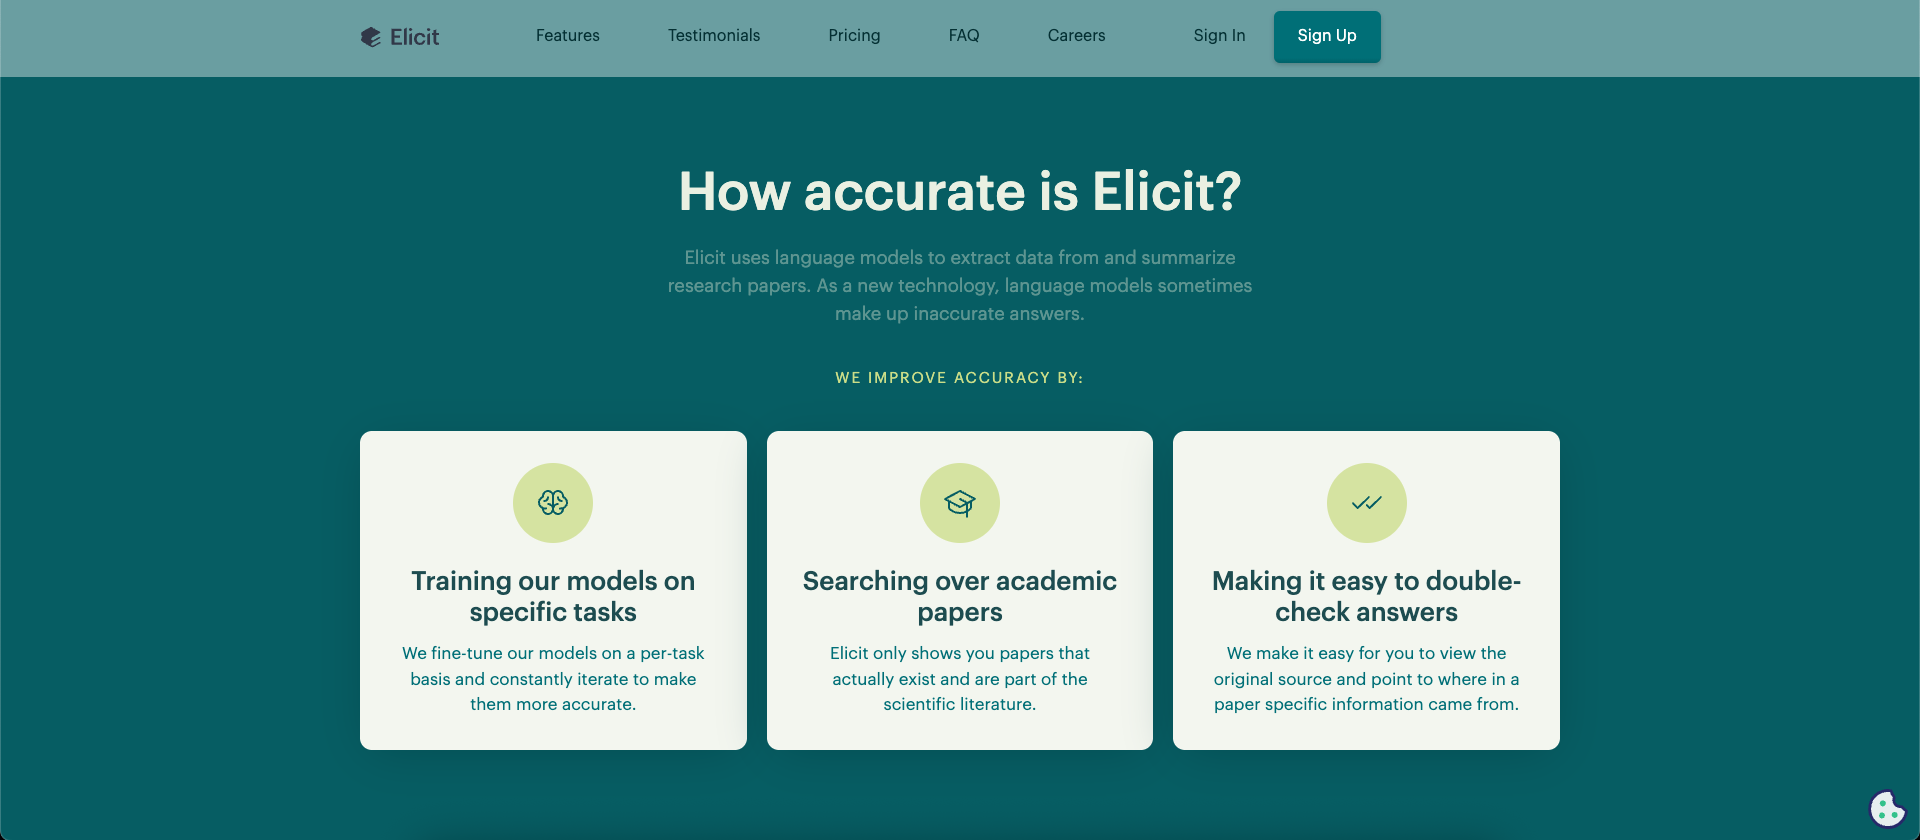 Elicit
Features
Testimonials
Pricing
FAQ
Careers
Sign In
Sign Up
How accurate is Elicit?
Elicit uses language models to extract data from and summarize
research papers. As a new technology, language models sometimes
make up inaccurate answers.
WE IMPROVE ACCURACY BY:
Training our models on
specific tasks
We fine-tune our models on a per-task
basis and constantly iterate to make
them more accurate.
Searching over academic
papers
Elicit only shows you papers that
actually exist and are part of the
scientific literature.
Making it easy to double-
check answers
We make it easy for you to view the
original source and point to where in a
paper specific information came from.